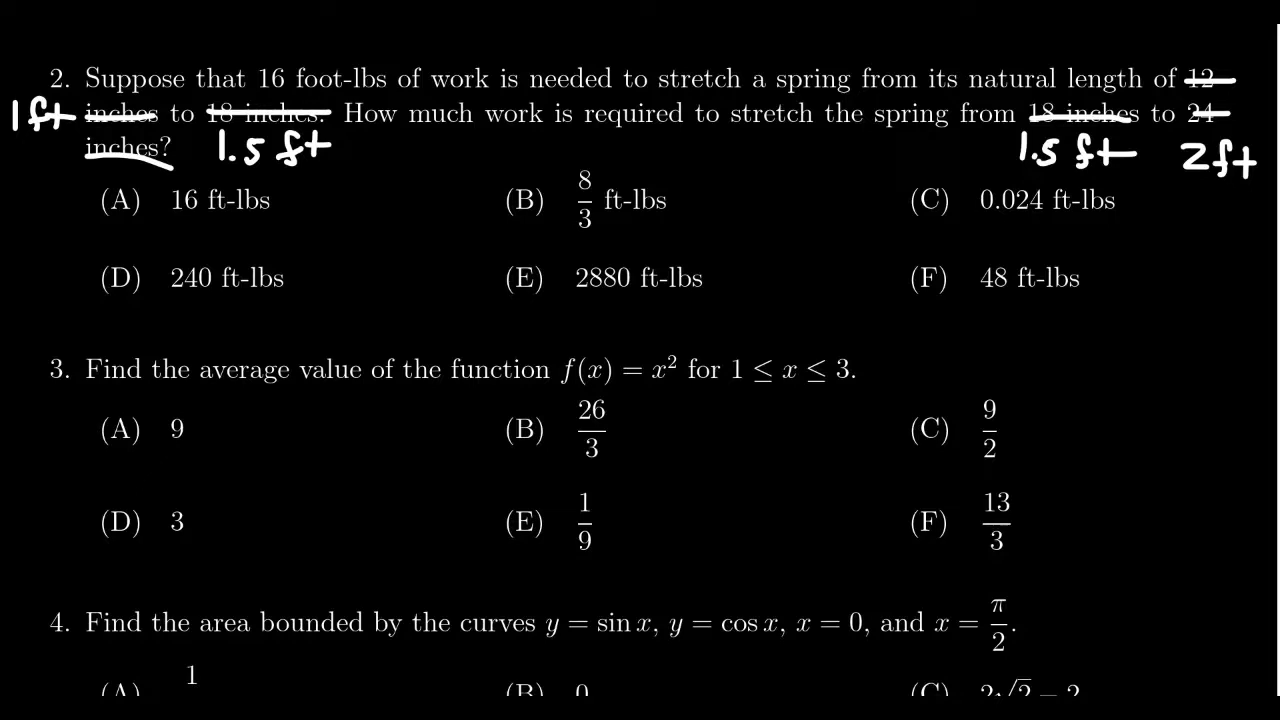 2. Suppose that 16 foot-lbs of work is needed to stretch a spring from its natural length of 12
1 ft inches to 18 inches. How much work is required to stretch the spring from 18 inches to 24
inches? 1.5 ft 1.5 ft 2 ft
(A) 16 ft-lbs (B) 8/3 ft-lbs (C) 0.024 ft-lbs
(D) 240 ft-lbs (E) 2880 ft-lbs (F) 48 ft-lbs
3. Find the average value of the function f(x) = x² for 1 ≤ x ≤ 3.
(A) 9 (B) 26/3 (C) 9/2
(D) 3 (E) 1/9 (F) 13/3
4. Find the area bounded by the curves y = sin x, y = cos x, x = 0, and x = π/2.
(A) 1 (B) 0 (C) 2√2 − 2